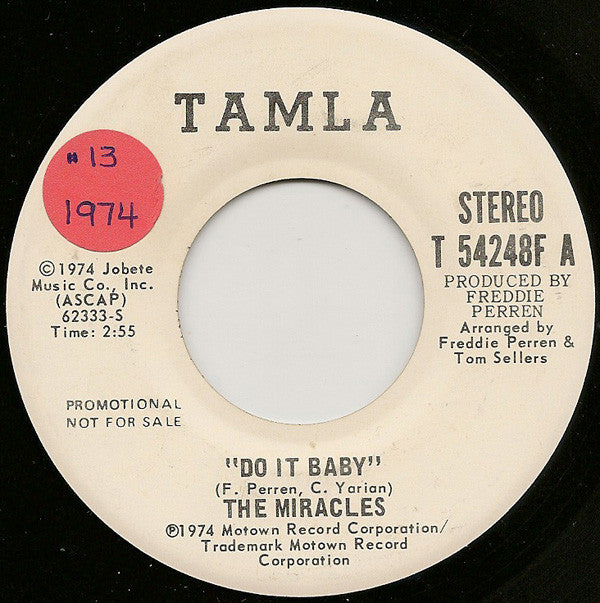 TAMLA
# 13
1974
STEREO
T 54248F A
PRODUCED BY
FREDDIE
PERREN
Arranged by
Freddie Perren &
Tom Sellers
©1974 Jobete
Music Co., Inc.
(ASCAP)
62333-S
Time: 2:55
PROMOTIONAL
NOT FOR SALE
"DO IT BABY"
(F. Perren, C. Yarian)
THE MIRACLES
℗1974 Motown Record Corporation/
Trademark Motown Record
Corporation